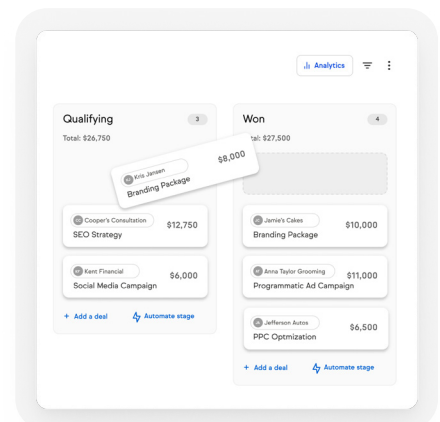 Analytics
Qualifying
3
Total: $26,750
Kris Jansen
$8,000
Branding Package
Cooper's Consultation
$12,750
SEO Strategy
Kent Financial
$6,000
Social Media Campaign
+ Add a deal
Automate stage
Won
4
tal: $27,500
Jamie's Cakes
$10,000
Branding Package
Anna Taylor Grooming
$11,000
Programmatic Ad Campaign
Jefferson Autos
$6,500
PPC Optmization
+ Add a deal
Automate stage